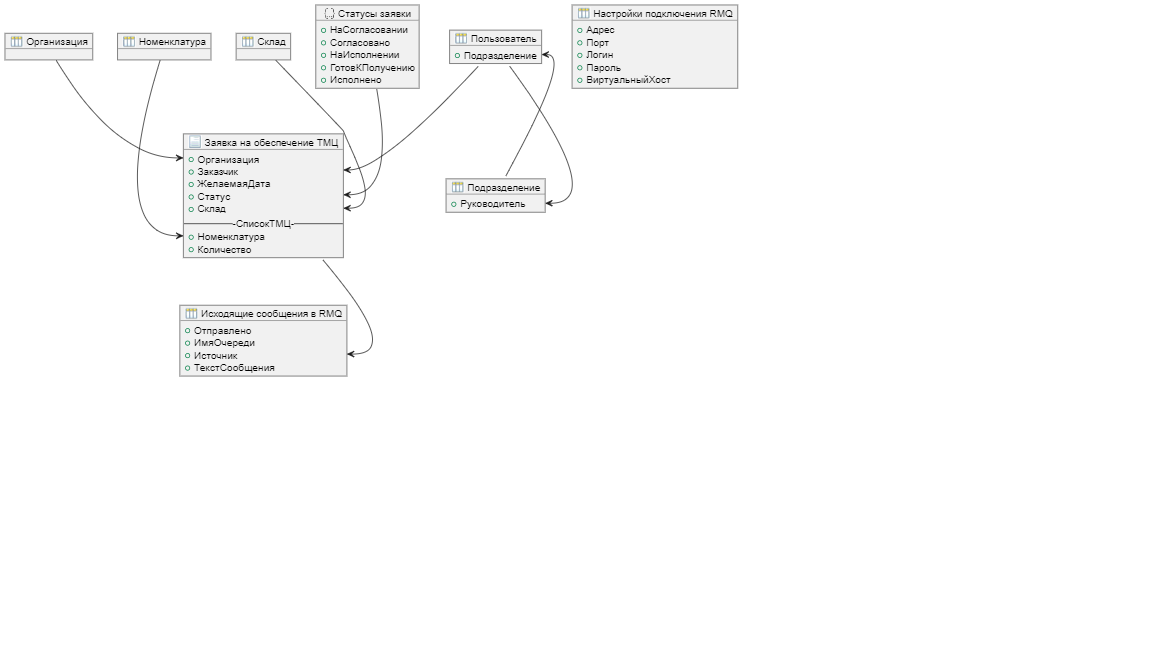 Организация
Номенклатура
Склад
Статусы заявки
НаСогласовании
Согласовано
НаИсполнении
ГотовКПолучению
Исполнено
Пользователь
Подразделение
Настройки подключения RMQ
Адрес
Порт
Логин
Пароль
ВиртуальныйХост
Заявка на обеспечение ТМЦ
Организация
Заказчик
ЖелаемаяДата
Статус
Склад
-СписокТМЦ-
Номенклатура
Количество
Подразделение
Руководитель
Исходящие сообщения в RMQ
Отправлено
ИмяОчереди
Источник
ТекстСообщения